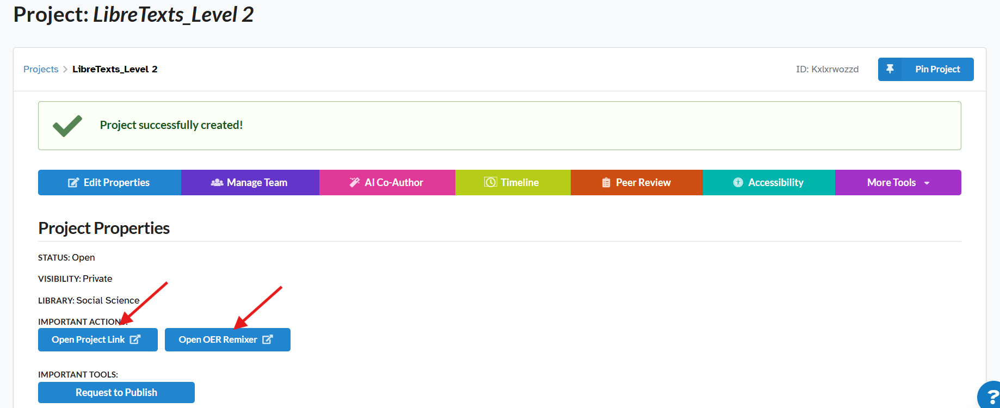 Project: LibreTexts_Level 2
Projects > LibreTexts_Level 2
ID: Kxlxrwozzd
Pin Project
Project successfully created!
Edit Properties
Manage Team
AI Co-Author
Timeline
Peer Review
Accessibility
More Tools
Project Properties
STATUS: Open
VISIBILITY: Private
LIBRARY: Social Science
IMPORTANT ACTIONS:
Open Project Link
Open OER Remixer
IMPORTANT TOOLS:
Request to Publish
?